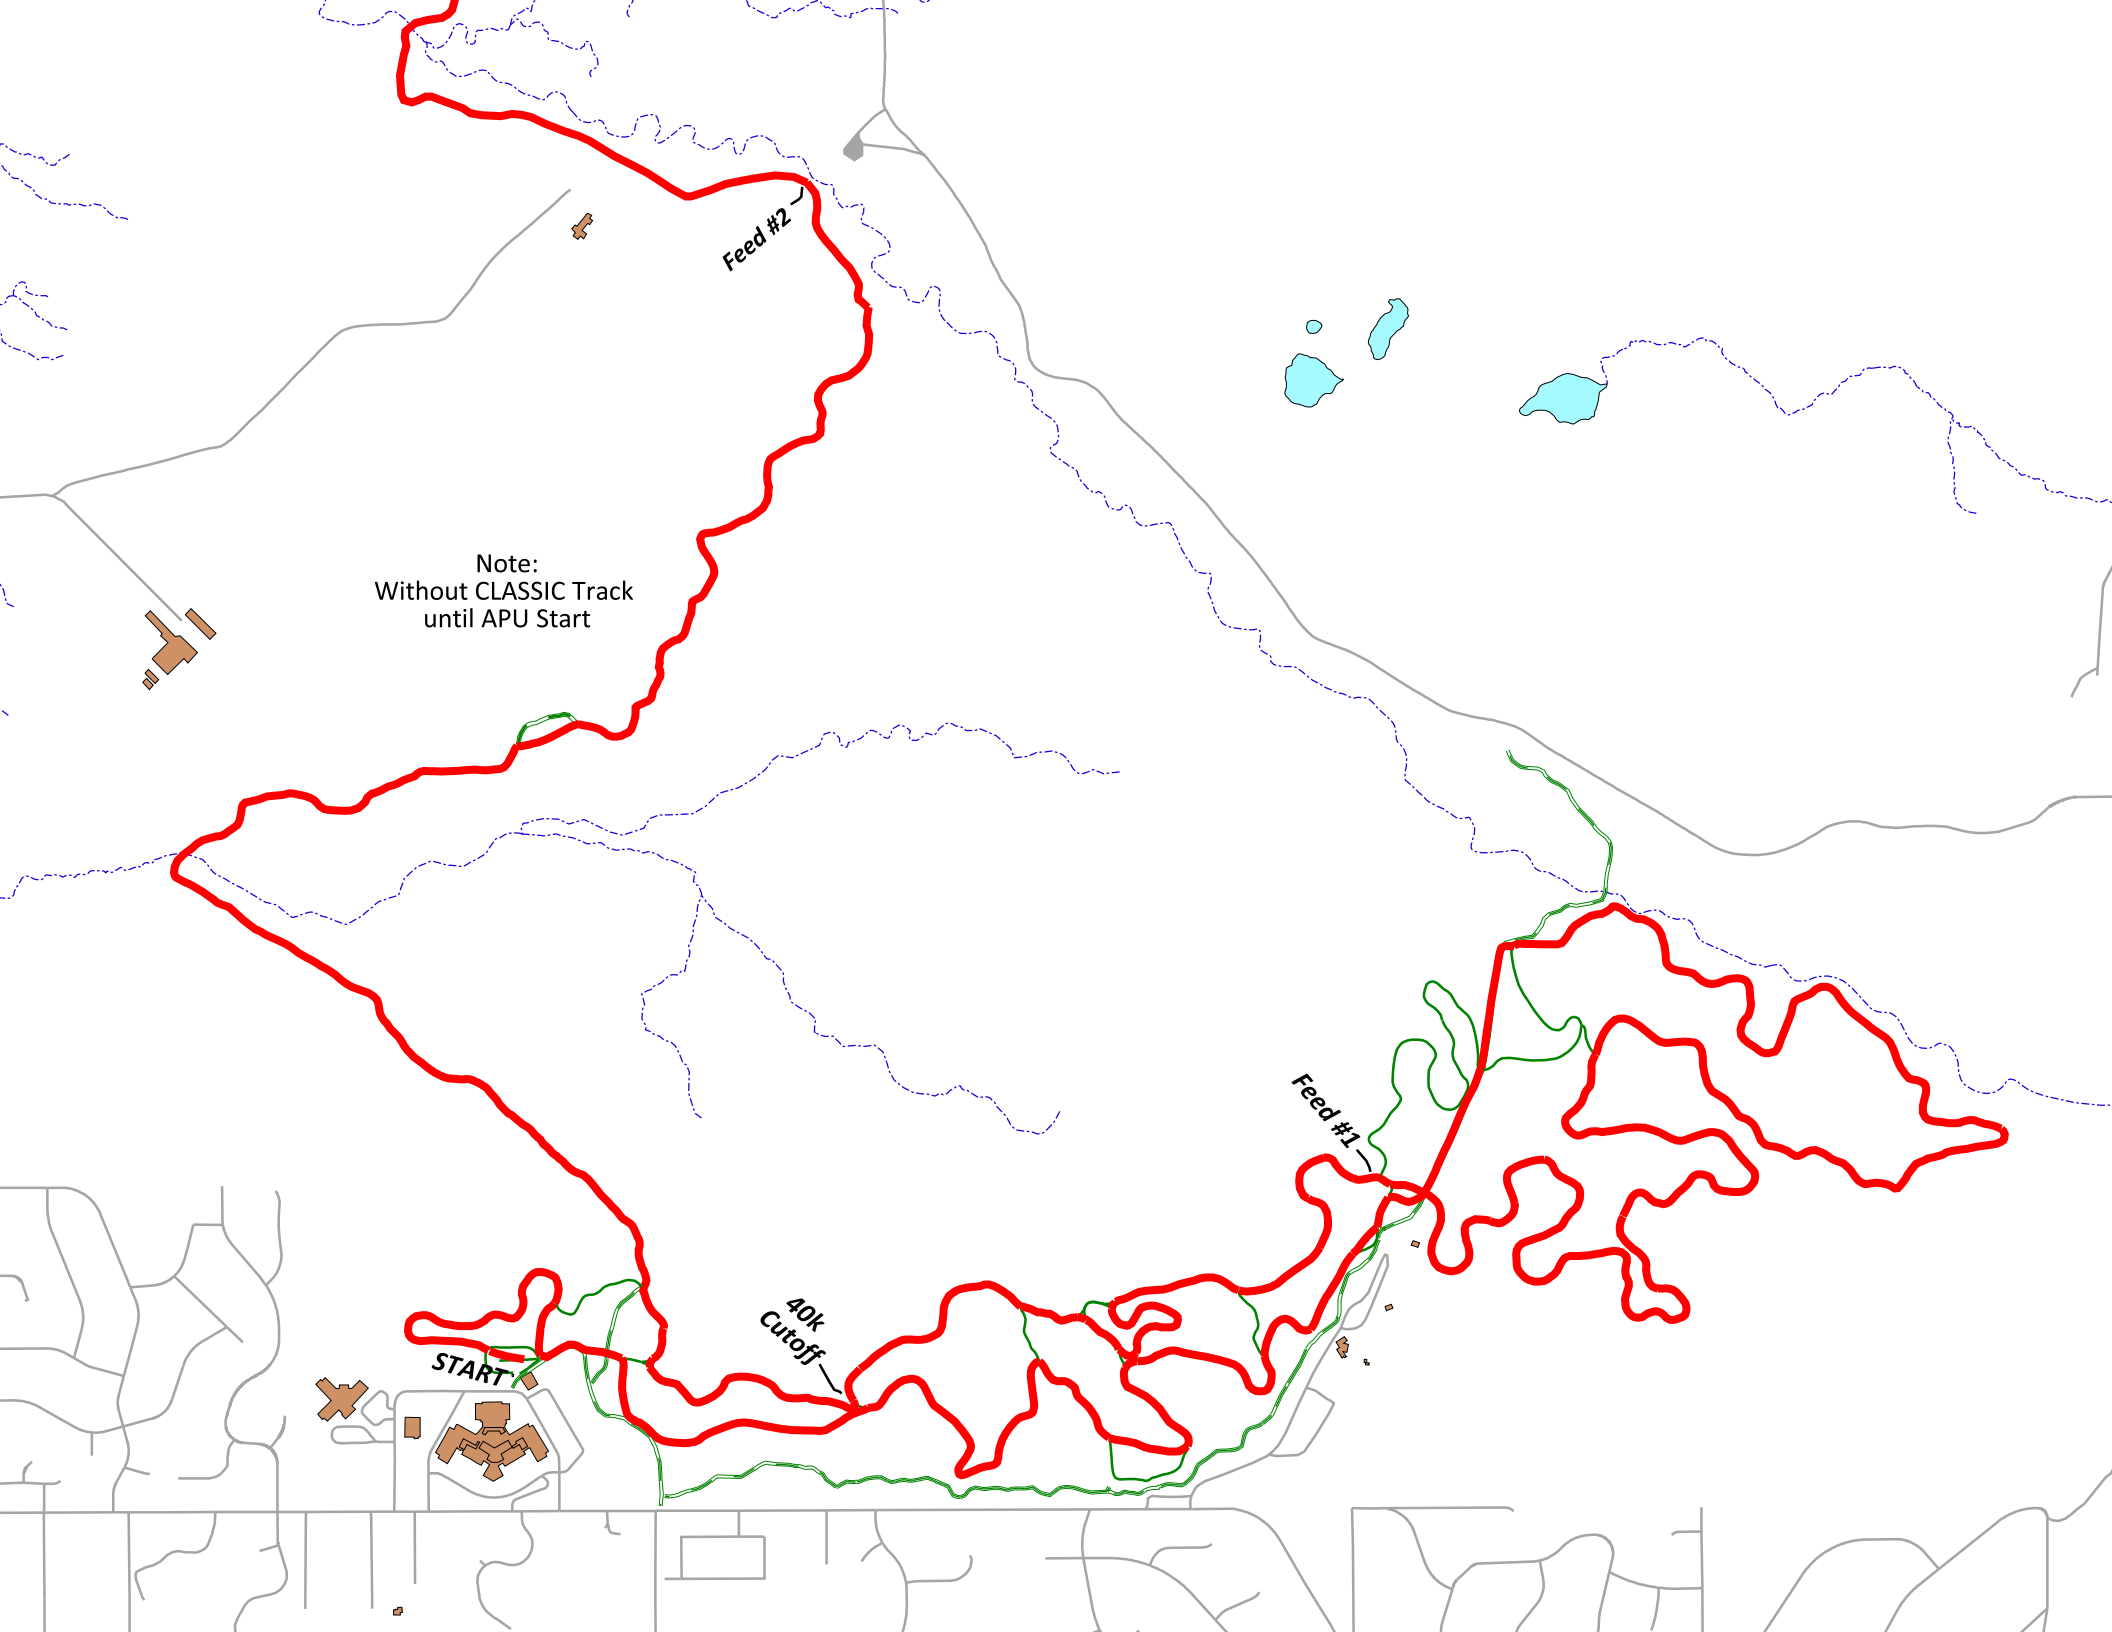 Feed #2
Note:
Without CLASSIC Track
until APU Start
Feed #1
40k
Cutoff
START